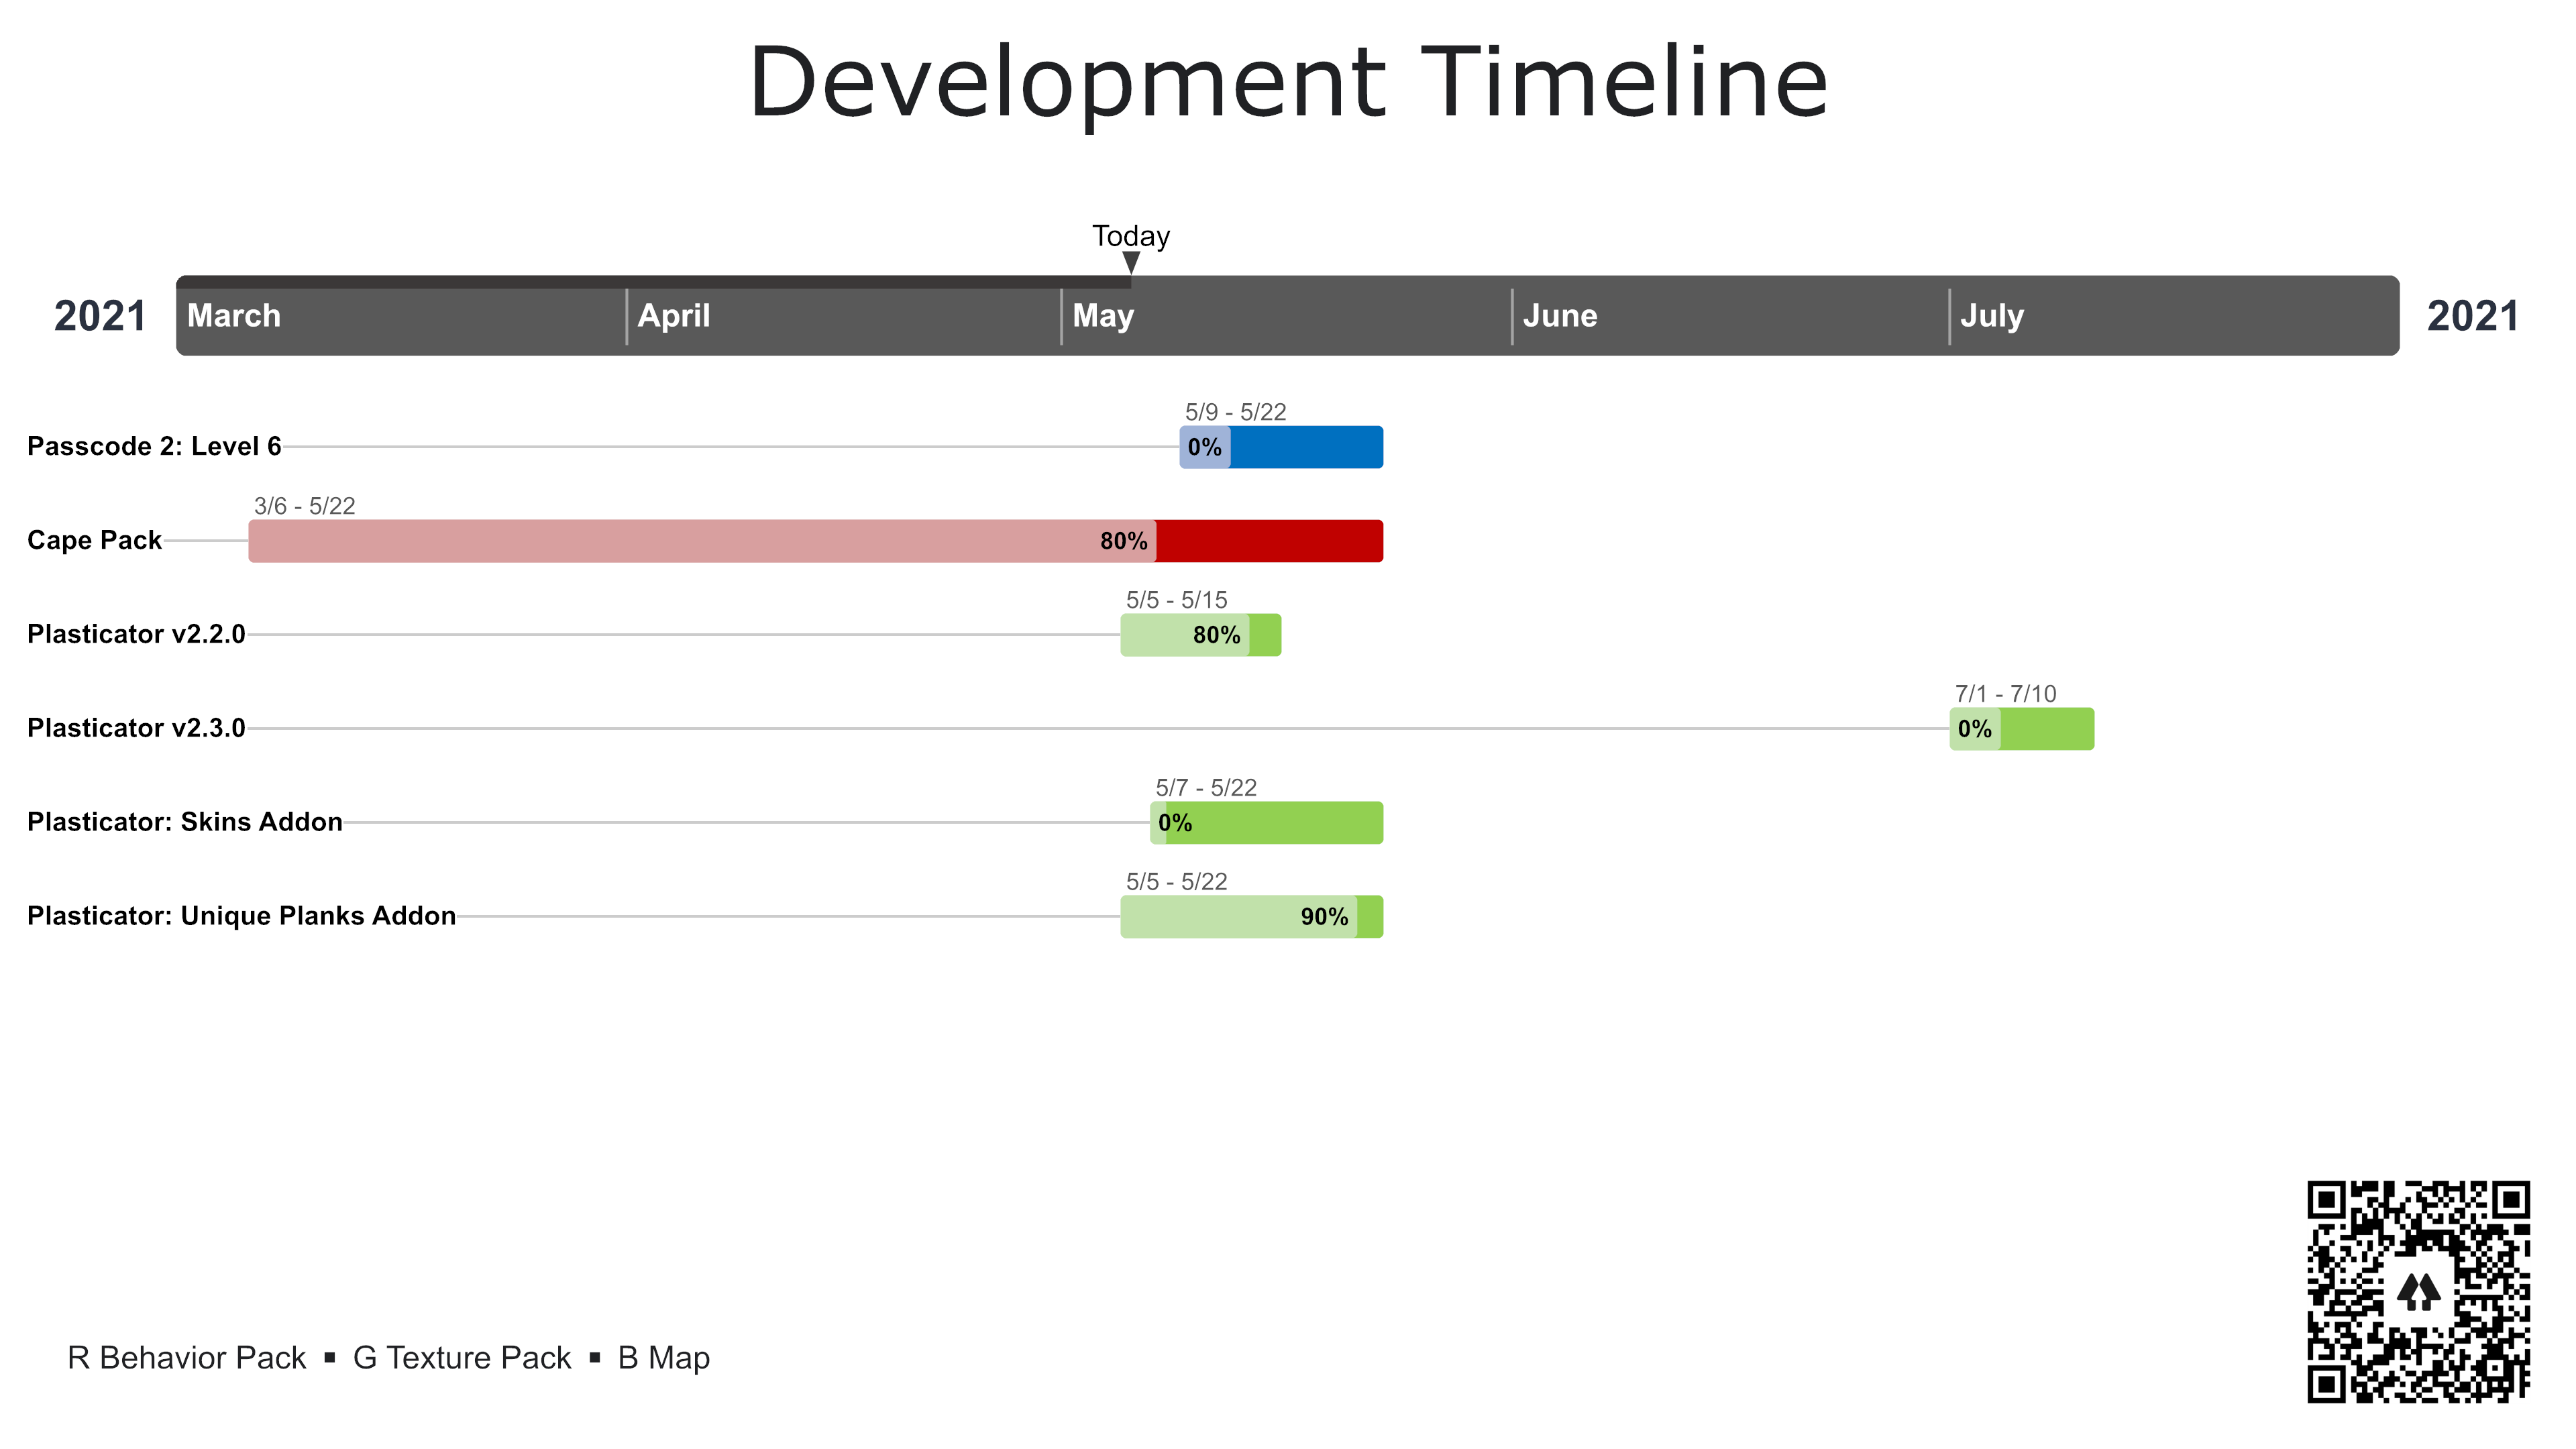 Development Timeline
Today
2021 March April May June July 2021
5/9 - 5/22
Passcode 2: Level 6 0%
3/6 - 5/22
Cape Pack 80%
5/5 - 5/15
Plasticator v2.2.0 80%
7/1 - 7/10
Plasticator v2.3.0 0%
5/7 - 5/22
Plasticator: Skins Addon 0%
5/5 - 5/22
Plasticator: Unique Planks Addon 90%
R Behavior Pack ▪ G Texture Pack ▪ B Map